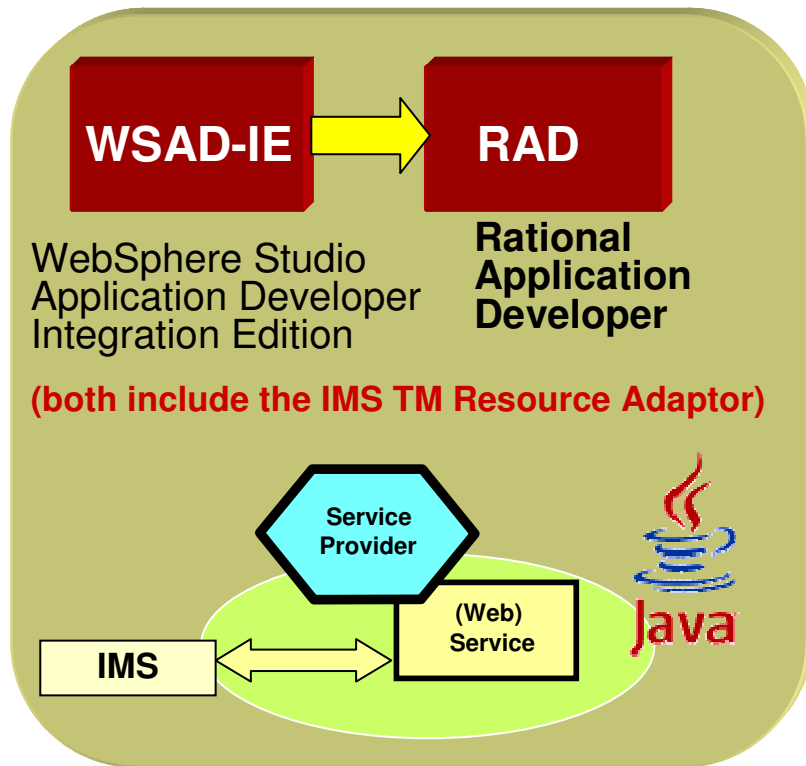 WSAD-IE
RAD
WebSphere Studio
Application Developer
Integration Edition
Rational
Application
Developer
(both include the IMS TM Resource Adaptor)
Service
Provider
(Web)
Service
IMS
Java